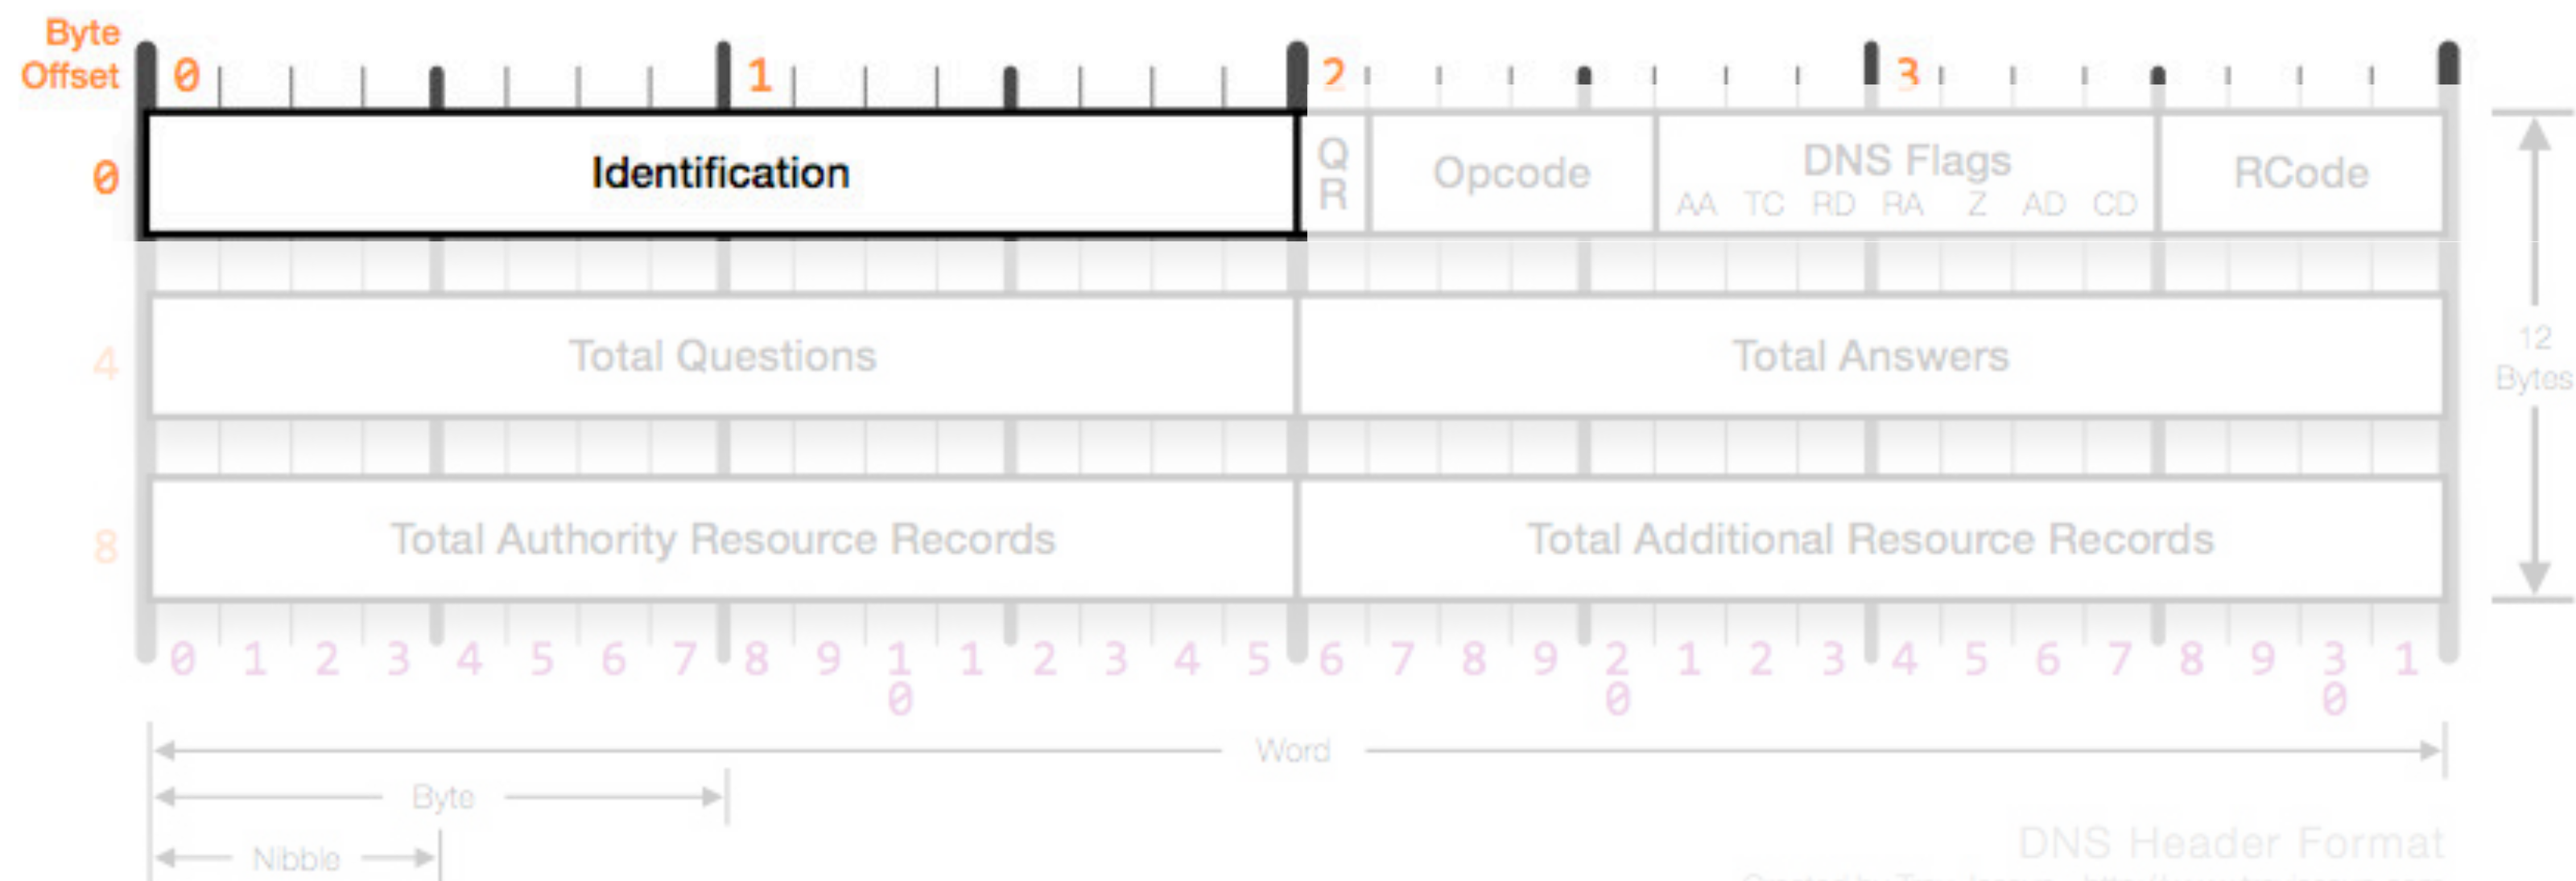 Byte
Offset
0 1 2 3
0
Identification
Q
R
Opcode
DNS Flags
AA TC RD RA Z AD CD
RCode
4
Total Questions
Total Answers
12
Bytes
8
Total Authority Resource Records
Total Additional Resource Records
0 1 2 3 4 5 6 7 8 9 1 1 2 3 4 5 6 7 8 9 2 1 2 3 4 5 6 7 8 9 3 1
0 0 0
Word
Byte
Nibble
DNS Header Format